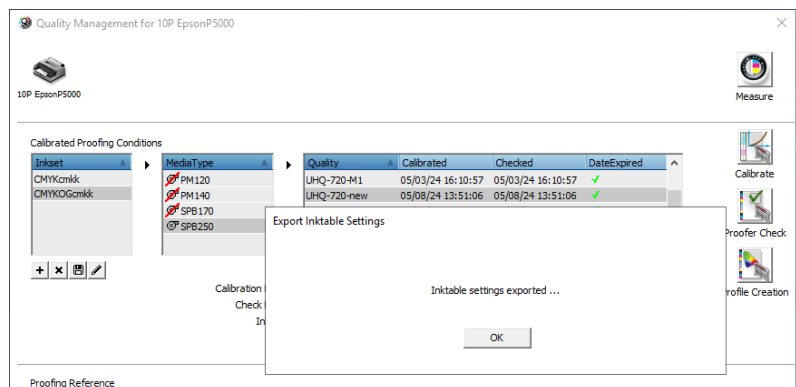 Quality Management for 10P EpsonP5000
10P EpsonP5000
Measure
Calibrated Proofing Conditions
Inkset MediaType Quality Calibrated Checked DateExpired
CMYKcmkk PM120 UHQ-720-M1 05/03/24 16:10:57 05/03/24 16:10:57
CMYKOGcmkk PM140 UHQ-720-new 05/08/24 13:51:06 05/08/24 13:51:06
SPB170
SPB250
Calibrate
Export Inktable Settings
Proofer Check
Inktable settings exported ...
OK
Calibration
Check
In
rofile Creation
Proofing Reference